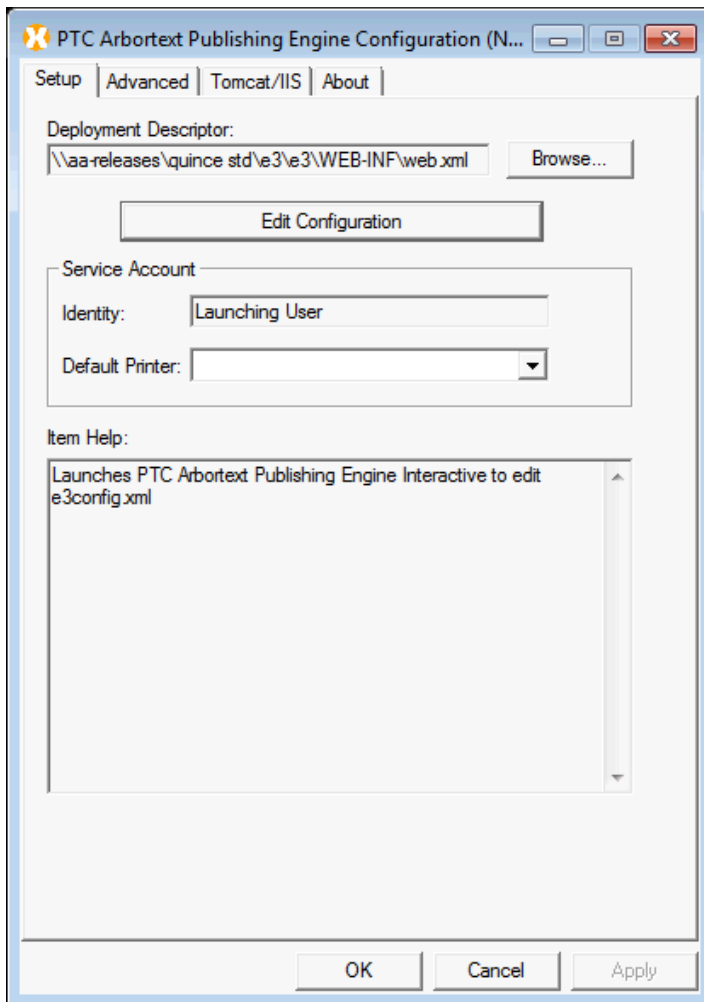 PTC Arbortext Publishing Engine Configuration (N...
Setup Advanced Tomcat/IIS About
Deployment Descriptor:
\\aa-releases\quince std\e3\e3\WEB-INF\web.xml Browse...
Edit Configuration
Service Account
Identity: Launching User
Default Printer:
Item Help:
Launches PTC Arbortext Publishing Engine Interactive to edit
e3config.xml
OK Cancel Apply